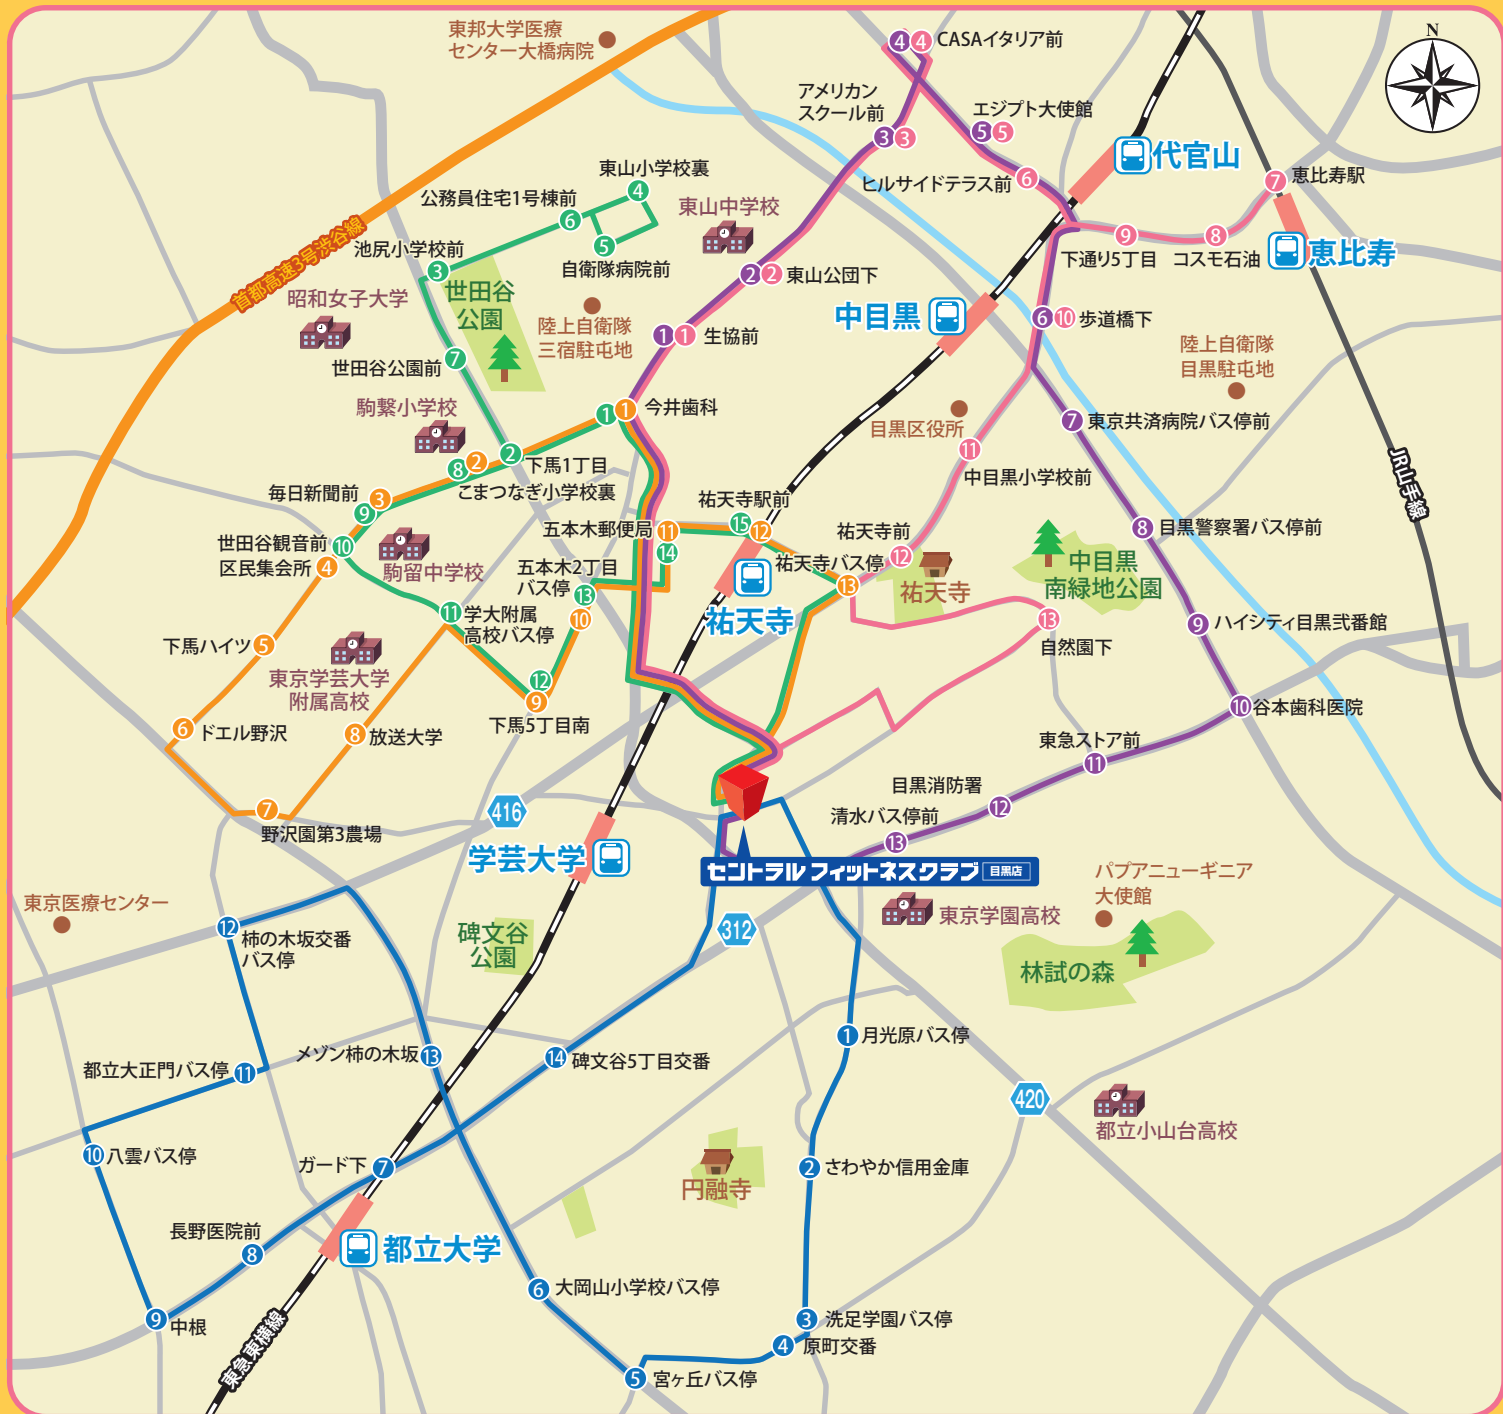 N
東邦大学医療
センター大橋病院
4
4
CASAイタリア前
アメリカン
スクール前
3
3
エジプト大使館
5
5
代官山
ヒルサイドテラス前
6
7
恵比寿駅
東山小学校裏
4
公務員住宅1号棟前
6
5
自衛隊病院前
東山中学校
池尻小学校前
3
首都高速3号渋谷線
昭和女子大学
世田谷
公園
陸上自衛隊
三宿駐屯地
2
2
東山公団下
9
下通り5丁目
8
コスモ石油
恵比寿
中目黒
6
10
歩道橋下
1
1
生協前
陸上自衛隊
目黒駐屯地
世田谷公園前
7
駒繋小学校
1
1
今井歯科
目黒区役所
7
東京共済病院バス停前
JR山手線
11
中目黒小学校前
2
下馬1丁目
8
2
こまつなぎ小学校裏
毎日新聞前
3
9
世田谷観音前
10
区民集会所
4
駒留中学校
五本木郵便局
11
14
祐天寺駅前
15
12
祐天寺前
12
祐天寺バス停
13
祐天寺
祐天寺
8
目黒警察署バス停前
中目黒
南緑地公園
五本木2丁目
バス停
13
10
11
学大附属
高校バス停
9
ハイシティ目黒弐番館
13
自然園下
下馬ハイツ
5
東京学芸大学
附属高校
12
9
下馬5丁目南
6
ドエル野沢
8
放送大学
10
谷本歯科医院
東急ストア前
11
目黒消防署
12
清水バス停前
13
7
野沢園第3農場
416
学芸大学
セントラル フィットネスクラブ 目黒店
東京医療センター
12
柿の木坂交番
バス停
碑文谷
公園
312
東京学園高校
パプアニューギニア
大使館
林試の森
1
月光原バス停
メゾン柿の木坂
13
14
碑文谷5丁目交番
都立大正門バス停
11
420
都立小山台高校
10
八雲バス停
ガード下
7
2
さわやか信用金庫
円融寺
長野医院前
8
都立大学
6
大岡山小学校バス停
9
中根
3
洗足学園バス停
4
原町交番
5
宮ヶ丘バス停
東急東横線